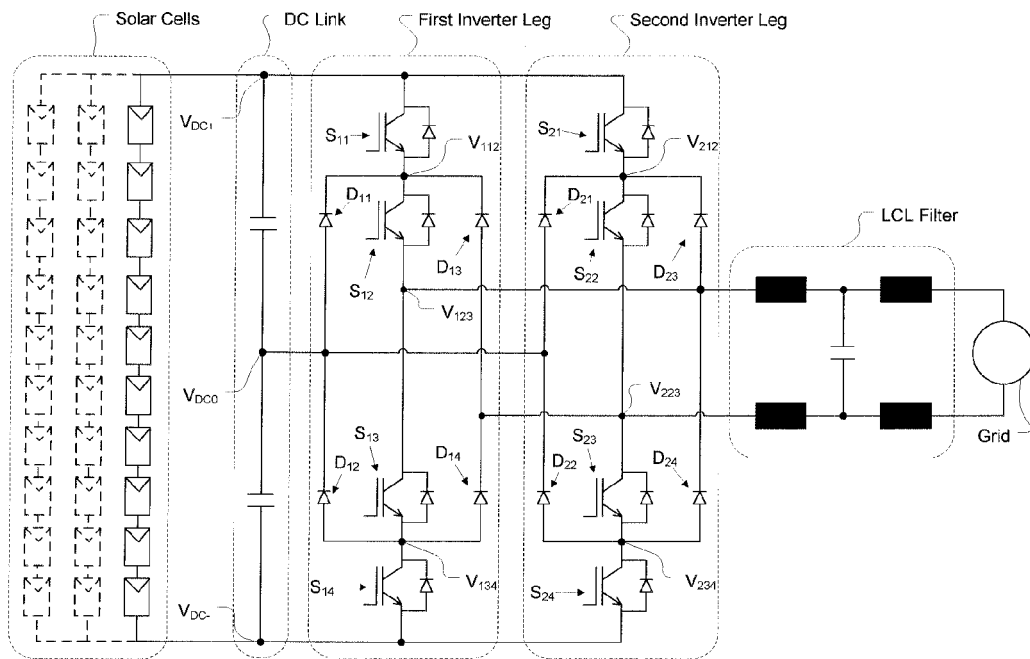 Solar Cells
DC Link
First Inverter Leg
Second Inverter Leg
V_DC+
S_11
V_112
S_21
V_212
D_11
D_13
S_12
V_123
D_21
D_23
S_22
LCL Filter
V_DC0
V_223
S_13
D_12
D_14
S_23
D_22
D_24
Grid
V_134
S_14
V_234
S_24
V_DC-